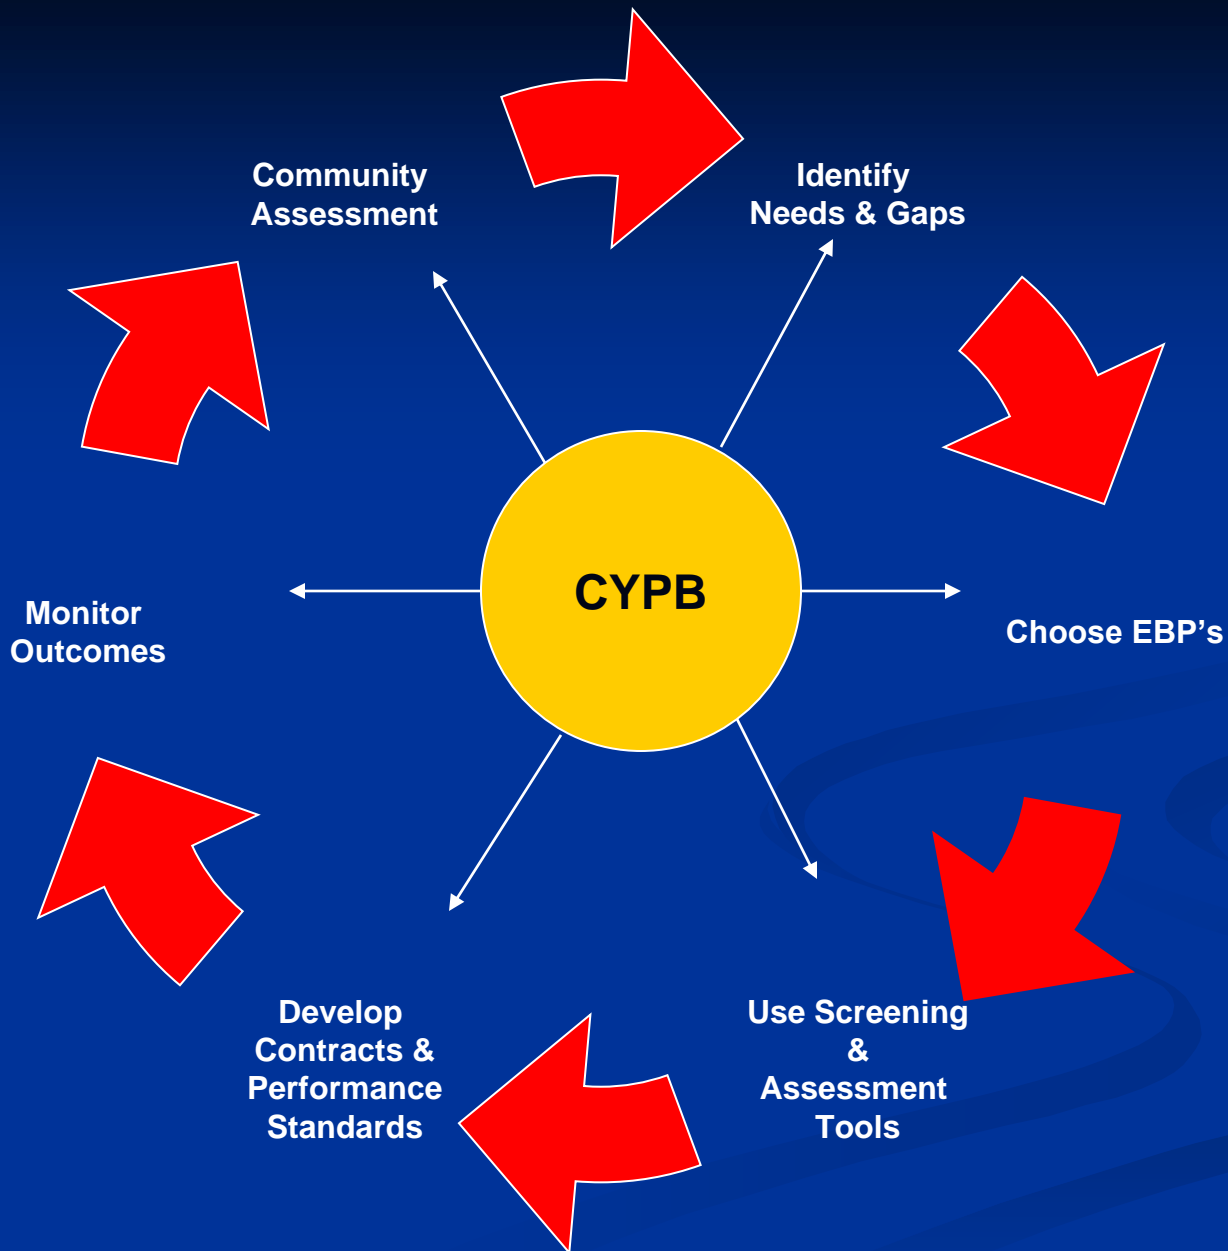 Community
Assessment
Identify
Needs & Gaps
CYPB
Monitor
Outcomes
Choose EBP’s
Develop
Contracts &
Performance
Standards
Use Screening
&
Assessment
Tools